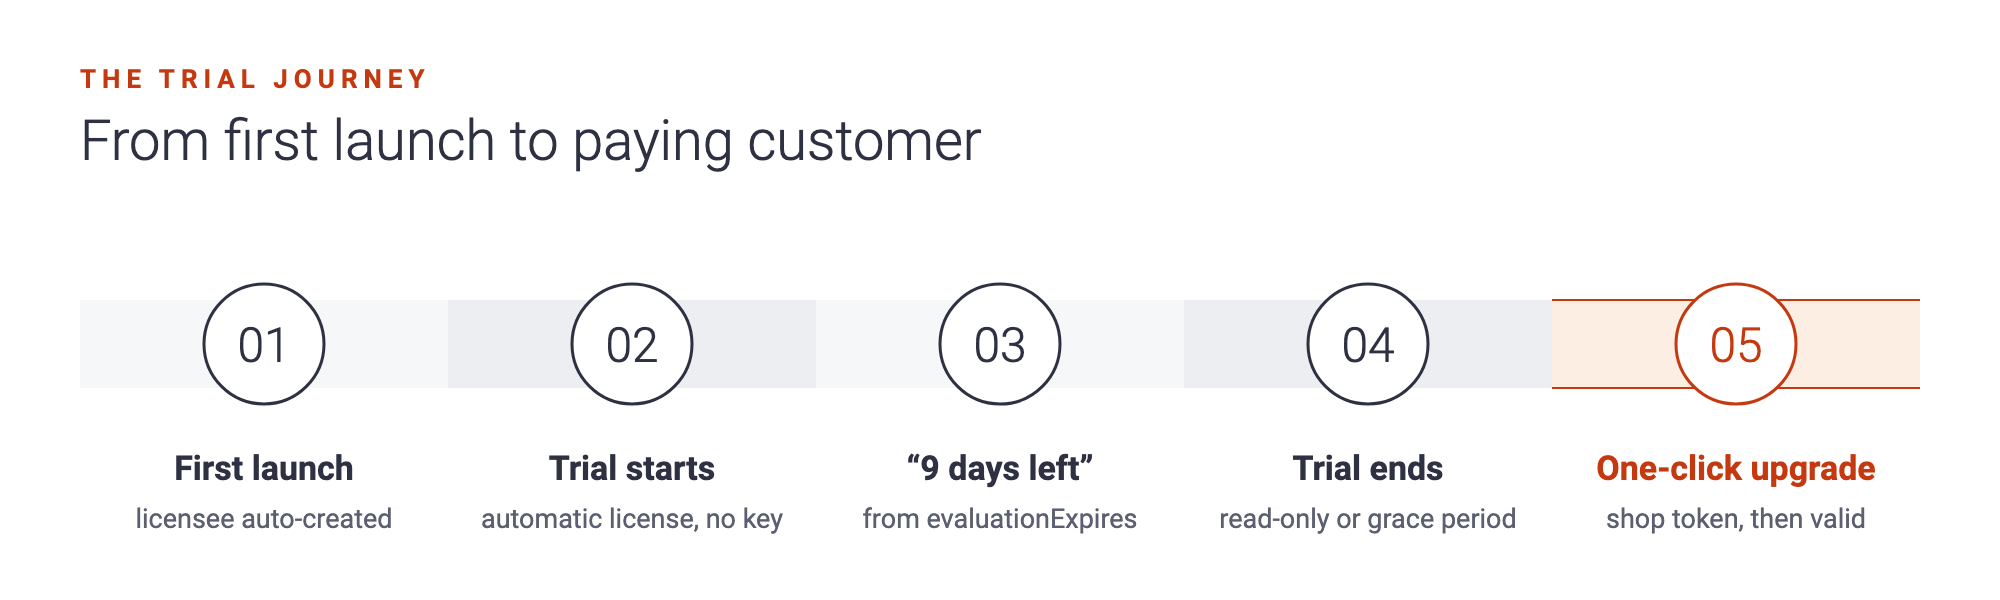 THE TRIAL JOURNEY
From first launch to paying customer
01
02
03
04
05
First launch
licensee auto-created
Trial starts
automatic license, no key
“9 days left”
from evaluationExpires
Trial ends
read-only or grace period
One-click upgrade
shop token, then valid